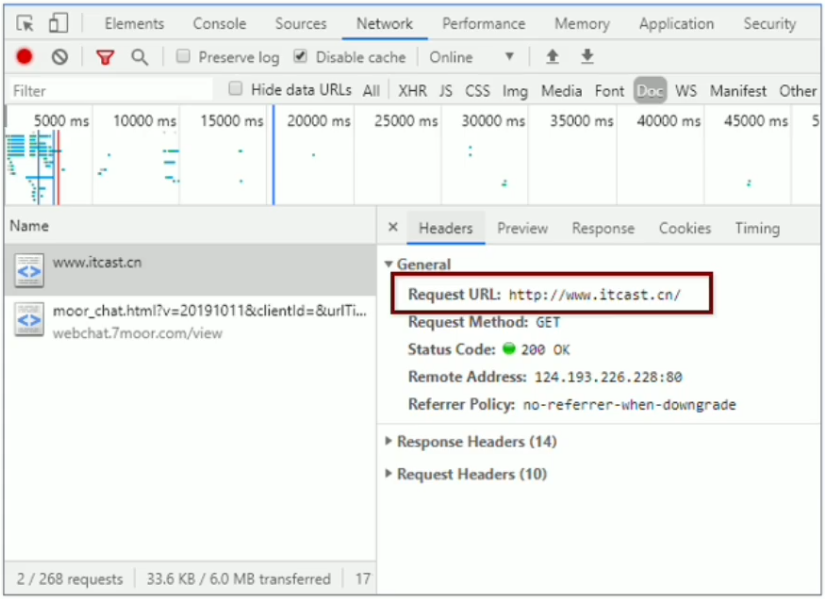 Elements Console Sources Network Performance Memory Application Security
Preserve log Disable cache Online
Filter Hide data URLs All XHR JS CSS Img Media Font Doc WS Manifest Other
5000 ms 10000 ms 15000 ms 20000 ms 25000 ms 30000 ms 35000 ms 40000 ms 45000 ms 5
Name
www.itcast.cn
moor_chat.html?v=20191011&clientId=&urlTi...
webchat.7moor.com/view
× Headers Preview Response Cookies Timing
General
Request URL: http://www.itcast.cn/
Request Method: GET
Status Code: 200 OK
Remote Address: 124.193.226.228:80
Referrer Policy: no-referrer-when-downgrade
Response Headers (14)
Request Headers (10)
2 / 268 requests 33.6 KB / 6.0 MB transferred 17